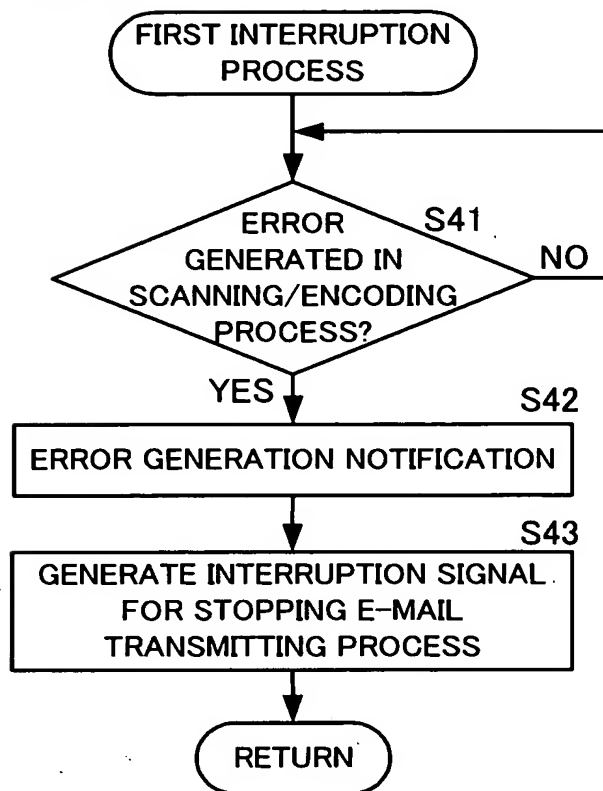 FIRST INTERRUPTION
PROCESS
ERROR
GENERATED IN
SCANNING/ENCODING
PROCESS?
S41
NO
YES
S42
ERROR GENERATION NOTIFICATION
S43
GENERATE INTERRUPTION SIGNAL
FOR STOPPING E-MAIL
TRANSMITTING PROCESS
RETURN